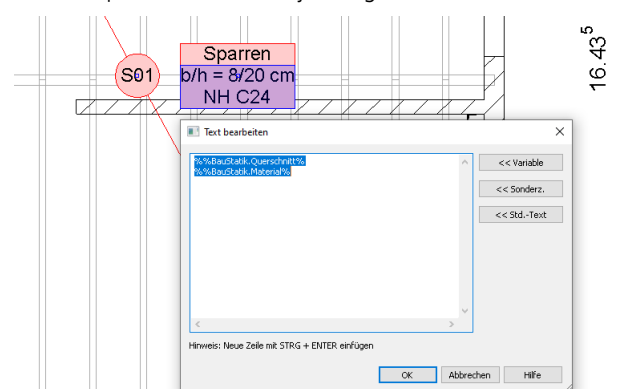 Sparren
S01
b/h = 8/20 cm
NH C24
16.43⁵
Text bearbeiten
%%BauStatik.Querschnitt%
%%BauStatik.Material%
<< Variable
<< Sonderz.
<< Std.-Text
Hinweis: Neue Zeile mit STRG + ENTER einfügen
OK
Abbrechen
Hilfe